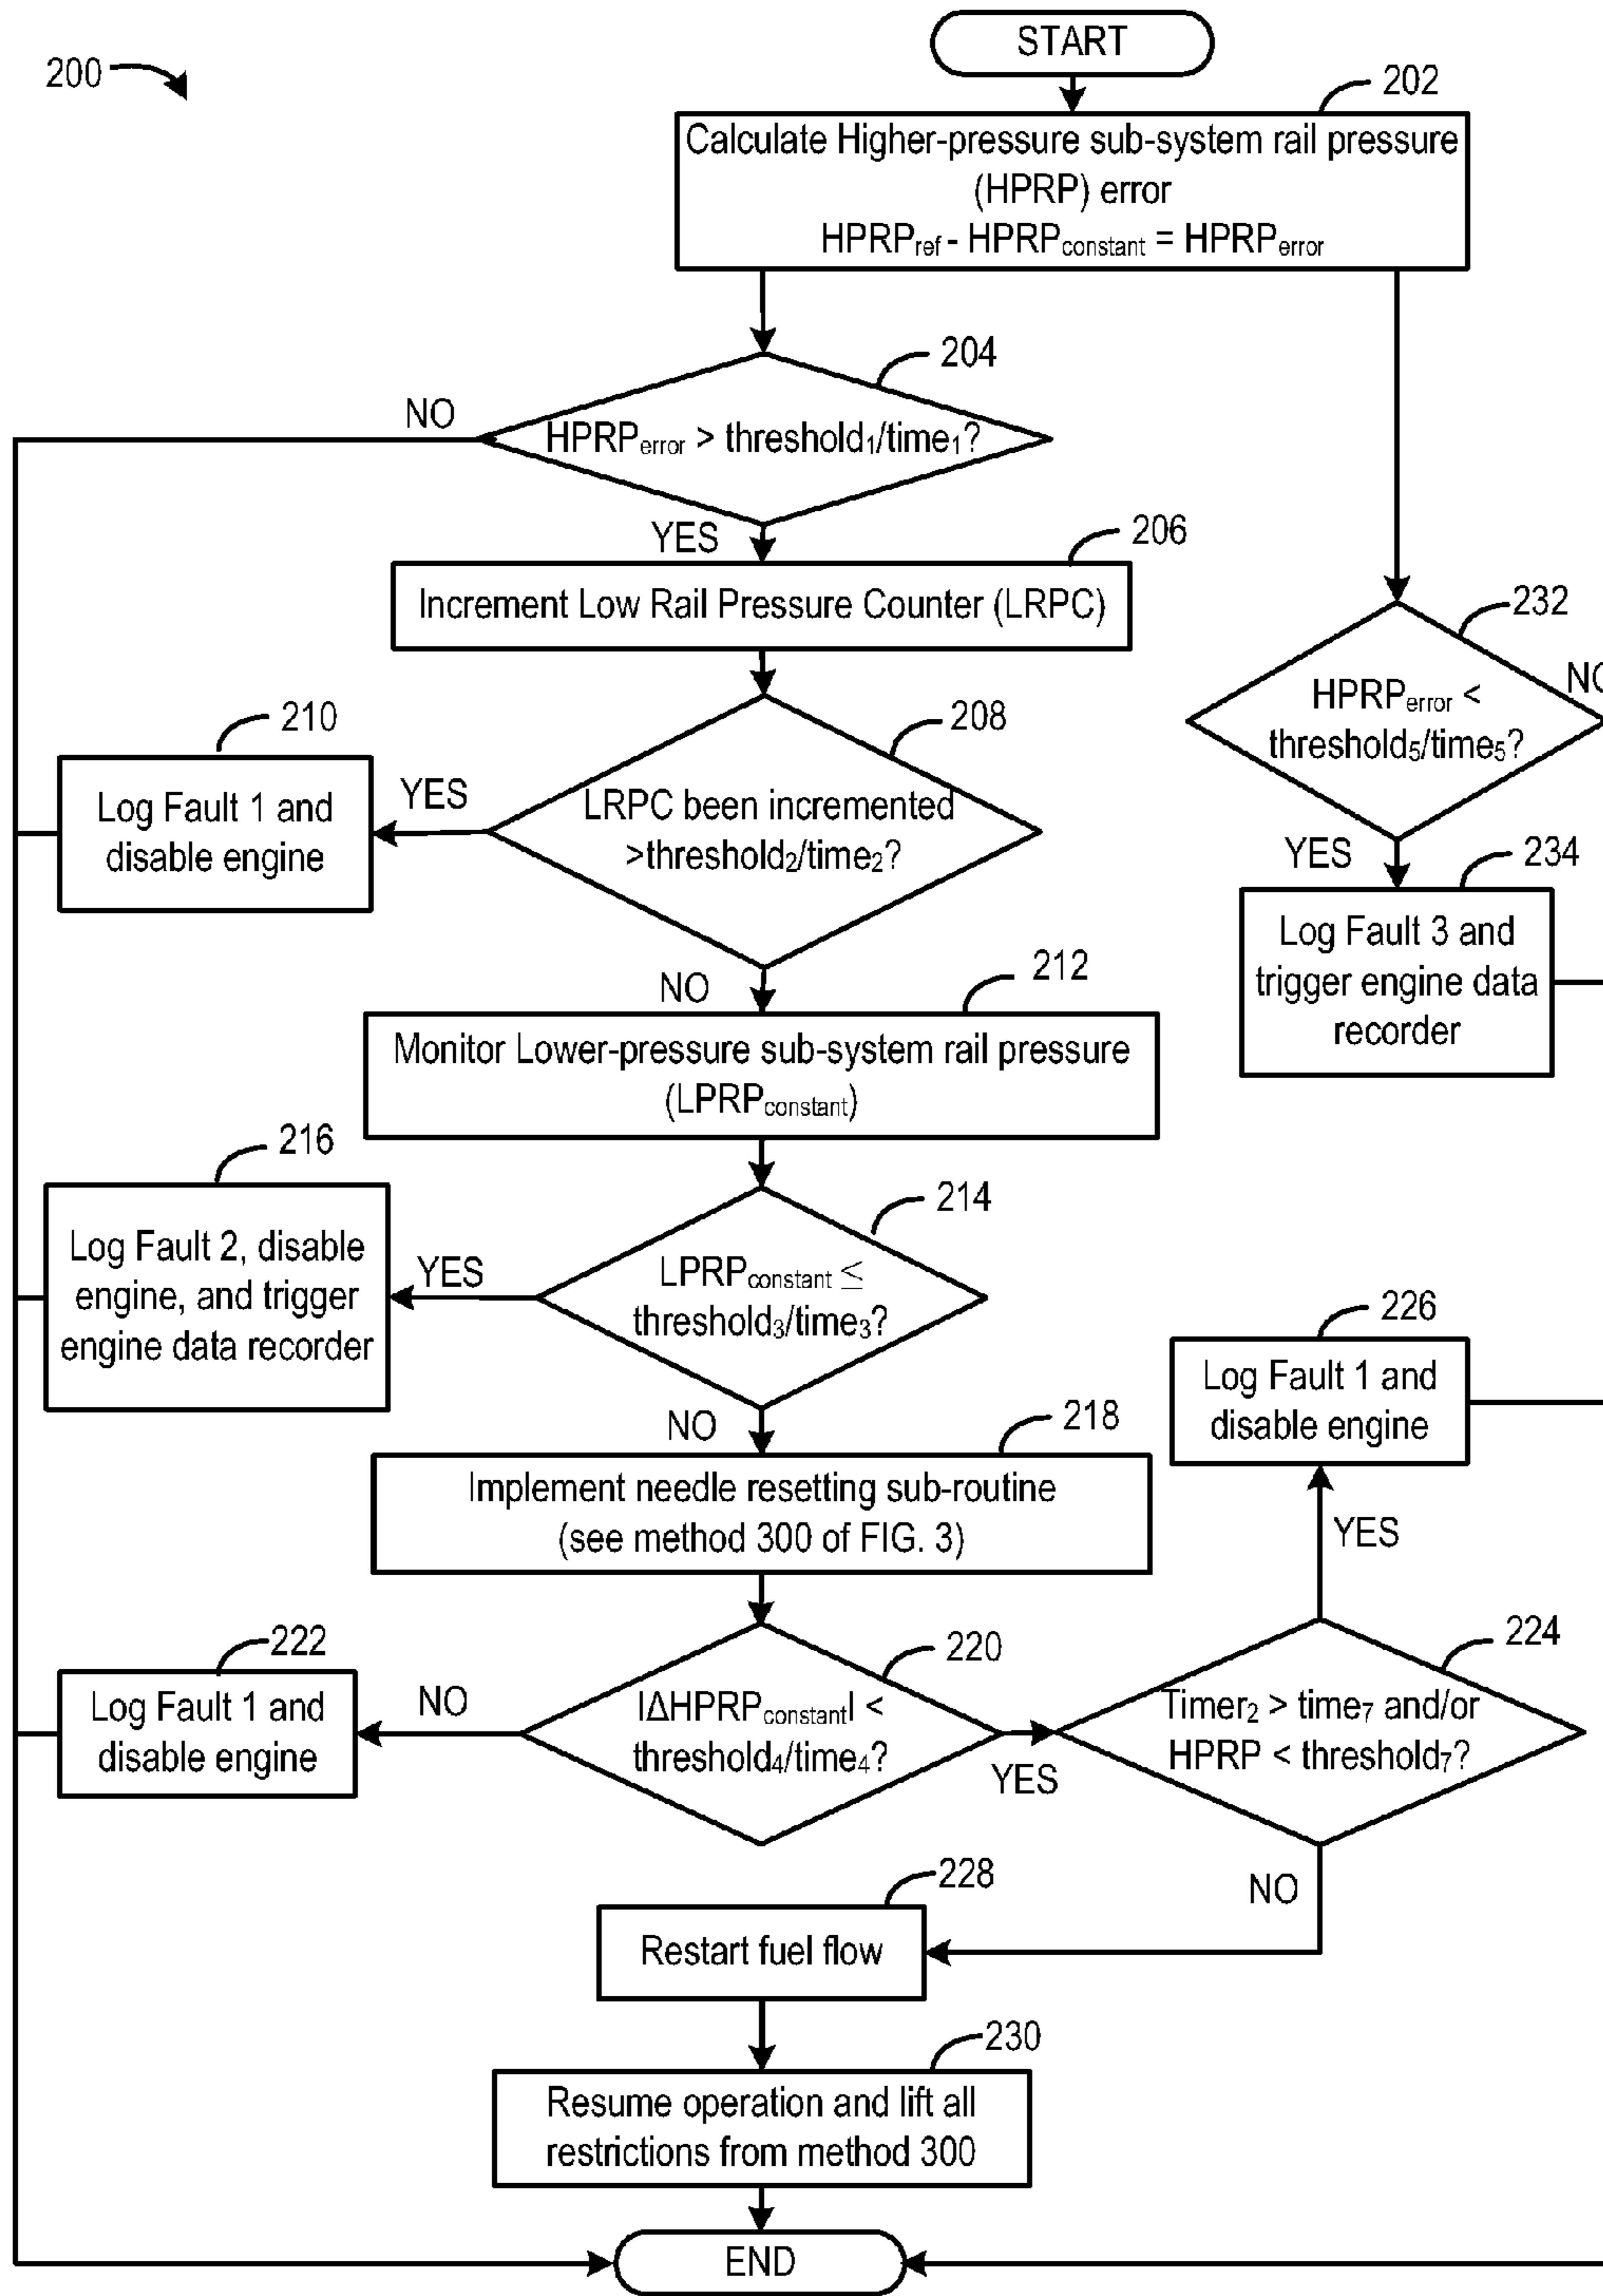 200
START
202
Calculate Higher-pressure sub-system rail pressure
(HPRP) error
HPRPref - HPRPconstant = HPRPerror
204
NO
HPRPerror > threshold1/time1?
YES
206
Increment Low Rail Pressure Counter (LRPC)
232
HPRPerror <
threshold5/time5?
NO
208
LRPC been incremented
>threshold2/time2?
YES
210
Log Fault 1 and
disable engine
YES
234
Log Fault 3 and
trigger engine data
recorder
NO
212
Monitor Lower-pressure sub-system rail pressure
(LPRPconstant)
214
LPRPconstant ≦
threshold3/time3?
YES
216
Log Fault 2, disable
engine, and trigger
engine data recorder
NO
218
Implement needle resetting sub-routine
(see method 300 of FIG. 3)
226
Log Fault 1 and
disable engine
YES
220
|ΔHPRPconstant| <
threshold4/time4?
NO
222
Log Fault 1 and
disable engine
YES
224
Timer2 > time7 and/or
HPRP < threshold7?
NO
228
Restart fuel flow
230
Resume operation and lift all
restrictions from method 300
END